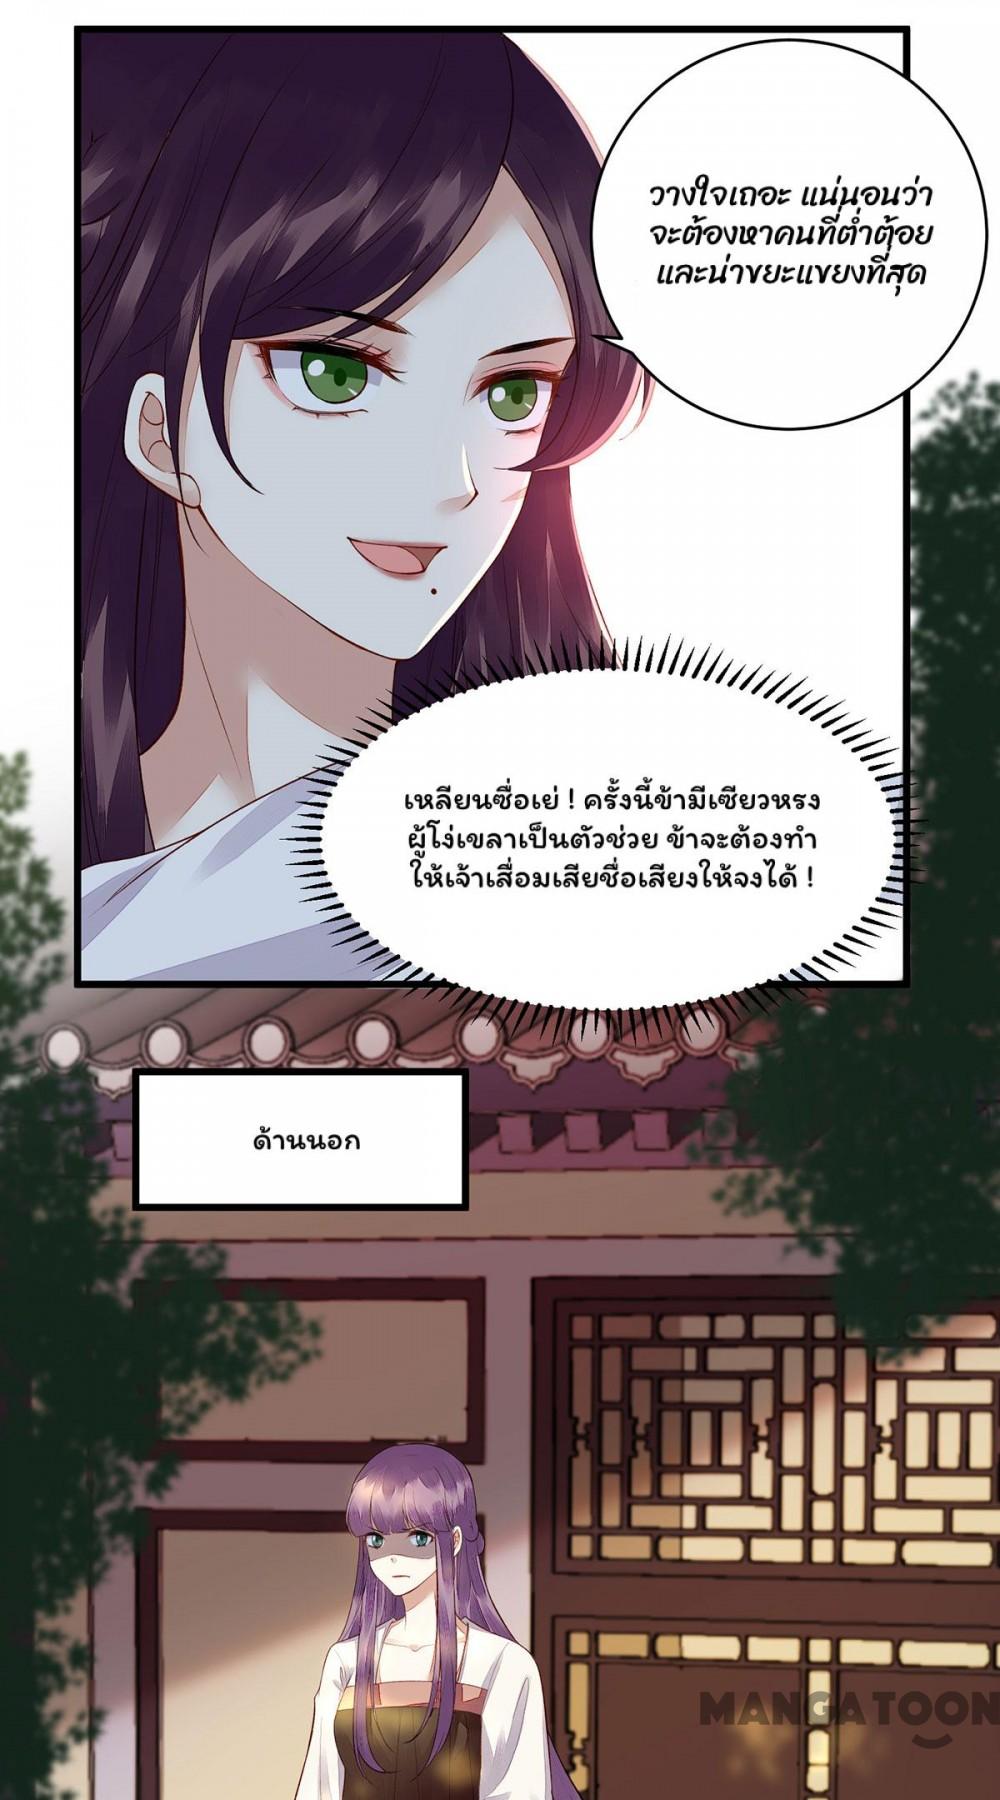 วางใจเถอะ แน่นอนว่า
จะต้องหาคนที่ต่ำต้อย
และน่าขยะแขยงที่สุด
เหลียนซื่อเย่ ! ครั้งนี้ข้ามีเซียวหรง
ผู้โง่เขลาเป็นตัวช่วย ข้าจะต้องทำ
ให้เจ้าเสื่อมเสียชื่อเสียงให้จงได้ !
ด้านนอก
MANGATOON